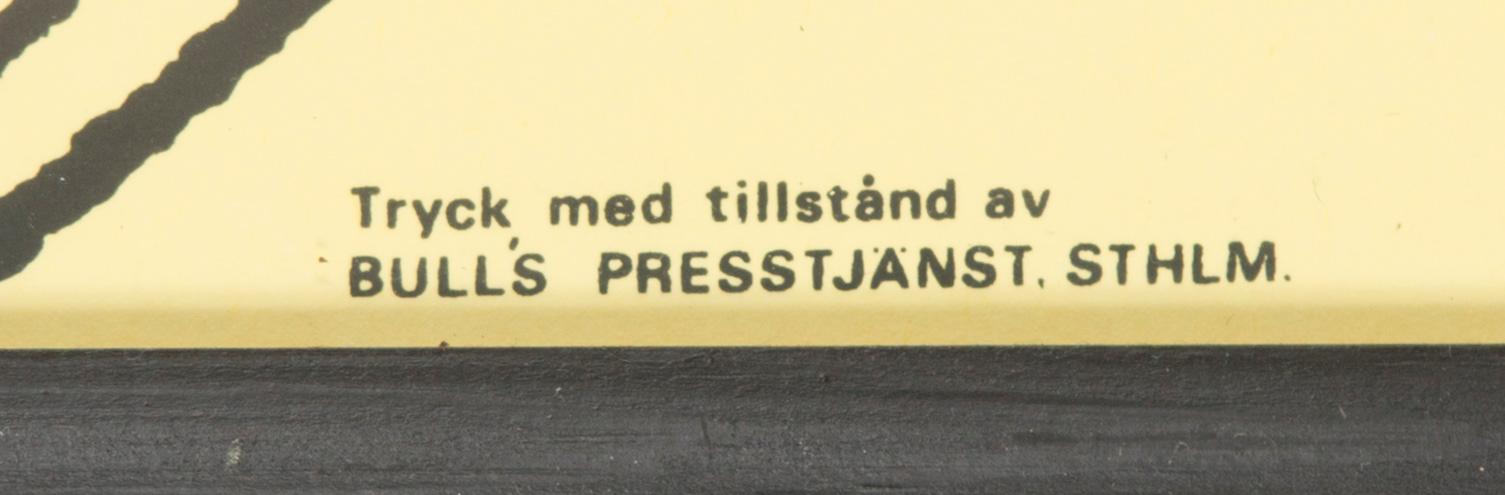 Tryck med tillstånd av
BULL'S PRESSTJÄNST. STHLM.